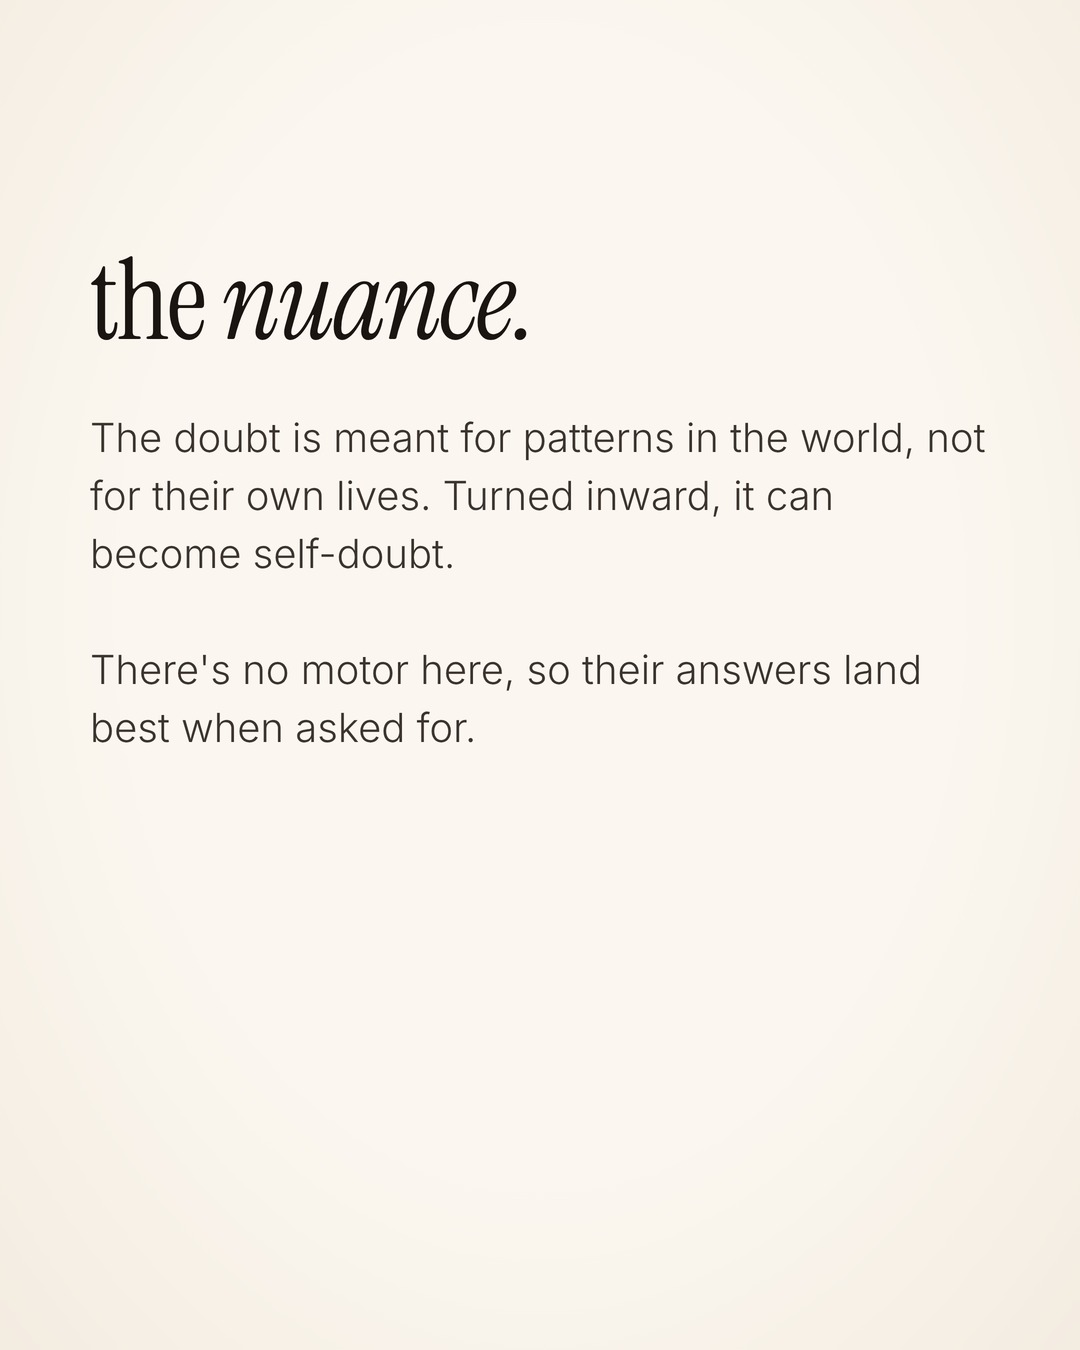 the nuance.
The doubt is meant for patterns in the world, not
for their own lives. Turned inward, it can
become self-doubt.
There's no motor here, so their answers land
best when asked for.